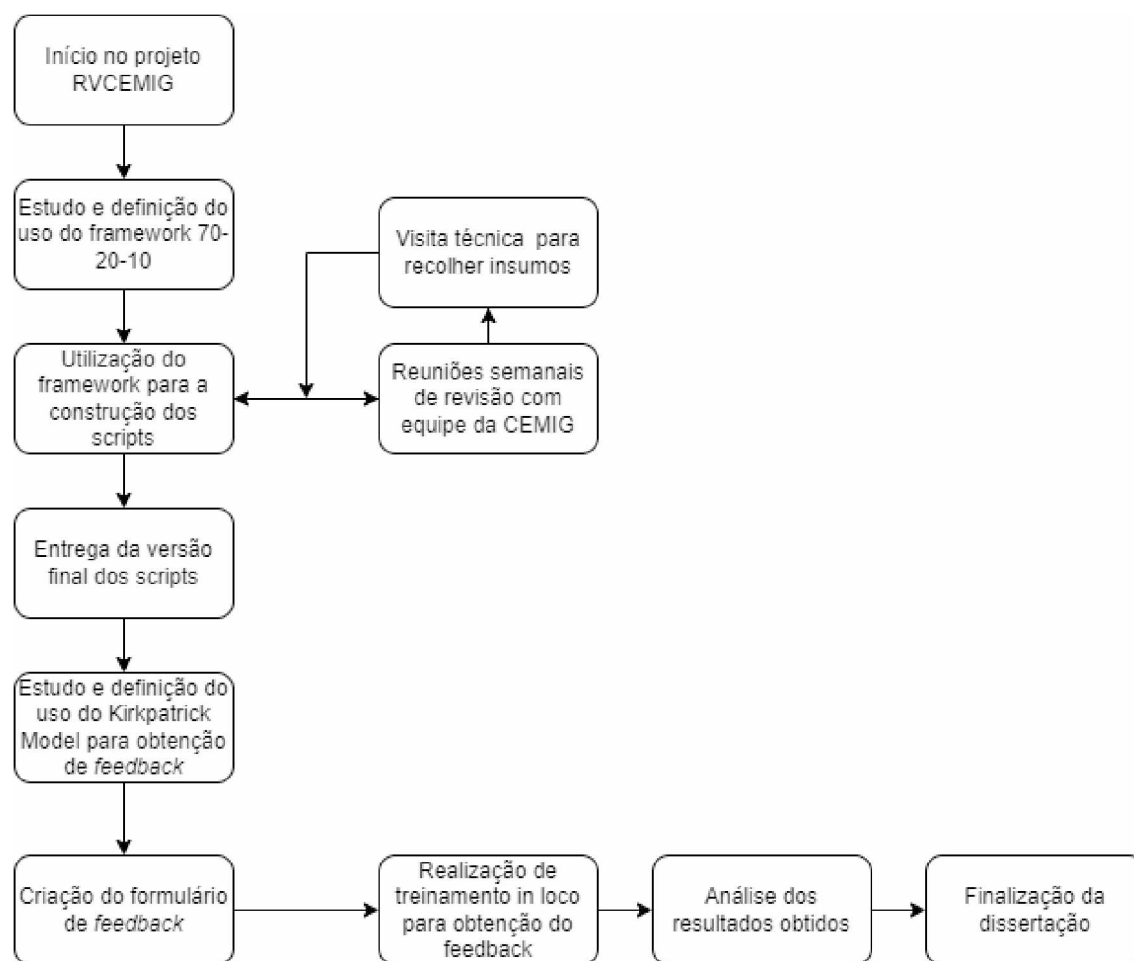 Início no projeto
RVCEMIG
Estudo e definição do
uso do framework 70-
20-10
Visita técnica para
recolher insumos
Utilização do
framework para a
construção dos
scripts
Reuniões semanais
de revisão com
equipe da CEMIG
Entrega da versão
final dos scripts
Estudo e definição do
uso do Kirkpatrick
Model para obtenção
de feedback
Criação do formulário
de feedback
Realização de
treinamento in loco
para obtenção do
feedback
Análise dos
resultados obtidos
Finalização da
dissertação